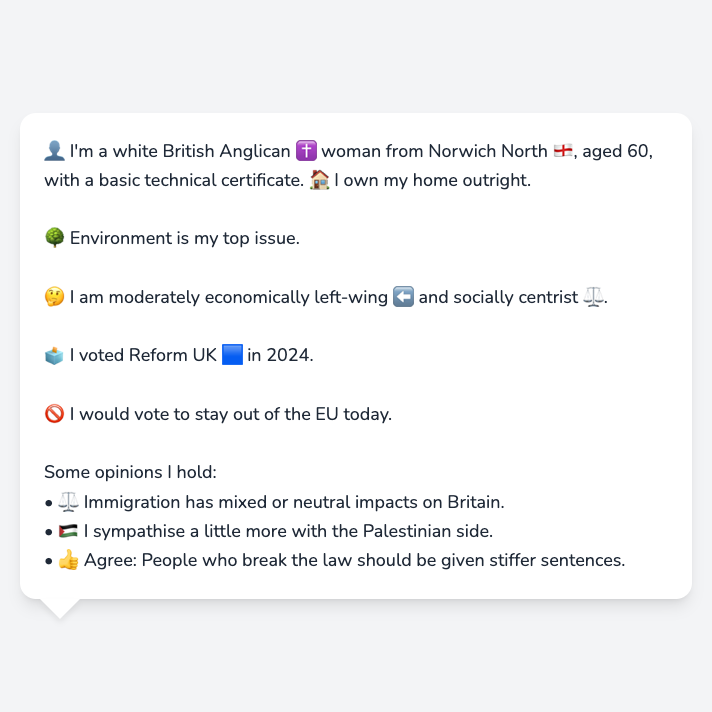 👤 I'm a white British Anglican ✝️ woman from Norwich North 🏴󠁧󠁢󠁥󠁮󠁧󠁿, aged 60,
with a basic technical certificate. 🏠 I own my home outright.
🌳 Environment is my top issue.
🤔 I am moderately economically left-wing ⬅️ and socially centrist ⚖️.
🗳️ I voted Reform UK 🟦 in 2024.
🚫 I would vote to stay out of the EU today.
Some opinions I hold:
• ⚖️ Immigration has mixed or neutral impacts on Britain.
• 🇵🇸 I sympathise a little more with the Palestinian side.
• 👍 Agree: People who break the law should be given stiffer sentences.